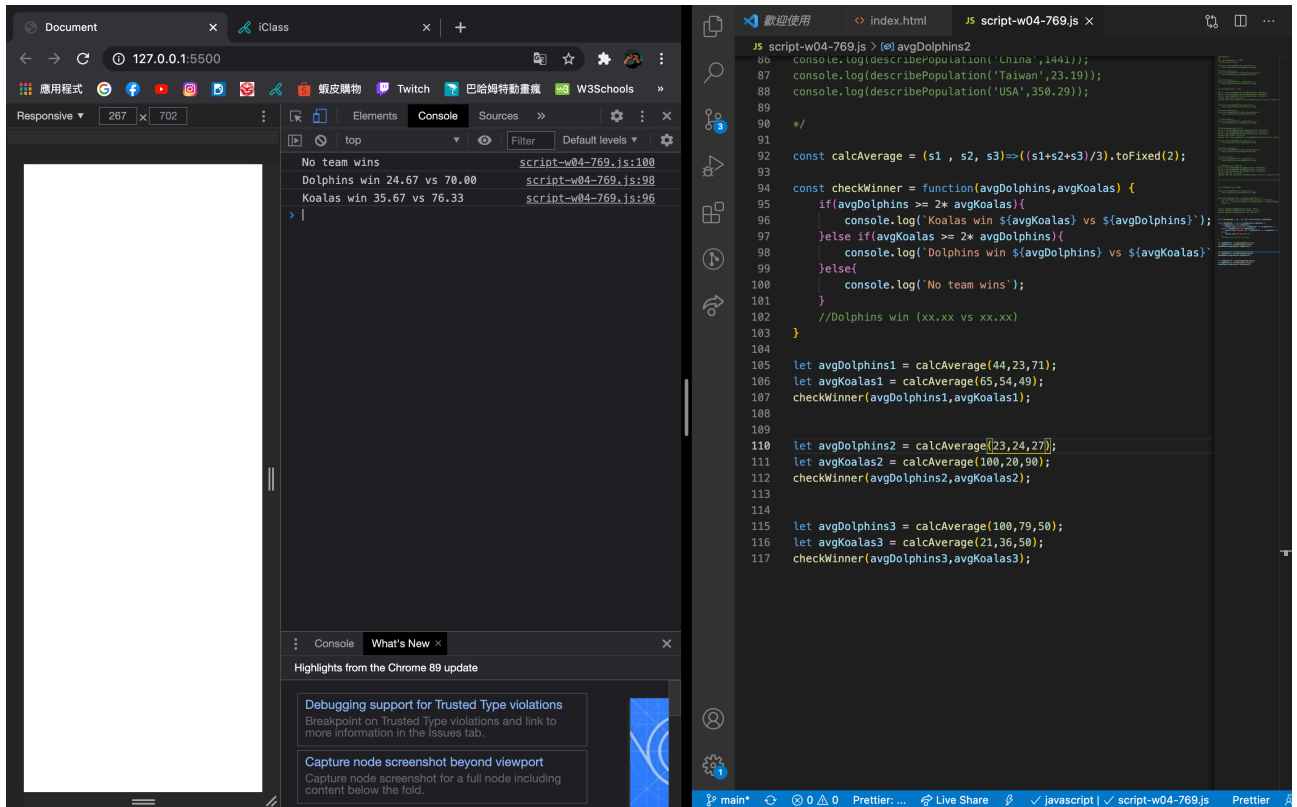 Document
iClass
127.0.0.1:5500
應用程式
蝦皮購物
Twitch
巴哈姆特動畫瘋
W3Schools
»
Responsive ▼ 267 x 702
Elements Console Sources »
top ▼ Filter Default levels ▼
No team wins script-w04-769.js:100
Dolphins win 24.67 vs 70.00 script-w04-769.js:98
Koalas win 35.67 vs 76.33 script-w04-769.js:96
>
Console What's New ×
Highlights from the Chrome 89 update
Debugging support for Trusted Type violations
Breakpoint on Trusted Type violations and link to
more information in the Issues tab.
Capture node screenshot beyond viewport
Capture node screenshot for a full node including
content below the fold.
歡迎使用 <> index.html JS script-w04-769.js ×
JS script-w04-769.js > avgDolphins2
86 console.log(describePopulation('China',1441));
87 console.log(describePopulation('Taiwan',23.19));
88 console.log(describePopulation('USA',350.29));
89
90 */
91
92 const calcAverage = (s1 , s2, s3)=>((s1+s2+s3)/3).toFixed(2);
93
94 const checkWinner = function(avgDolphins,avgKoalas) {
95 if(avgDolphins >= 2* avgKoalas){
96 console.log(`Koalas win ${avgKoalas} vs ${avgDolphins}`);
97 }else if(avgKoalas >= 2* avgDolphins){
98 console.log(`Dolphins win ${avgDolphins} vs ${avgKoalas}`
99 }else{
100 console.log(`No team wins`);
101 }
102 //Dolphins win (xx.xx vs xx.xx)
103 }
104
105 let avgDolphins1 = calcAverage(44,23,71);
106 let avgKoalas1 = calcAverage(65,54,49);
107 checkWinner(avgDolphins1,avgKoalas1);
108
109
110 let avgDolphins2 = calcAverage(23,24,27);
111 let avgKoalas2 = calcAverage(100,20,90);
112 checkWinner(avgDolphins2,avgKoalas2);
113
114
115 let avgDolphins3 = calcAverage(100,79,50);
116 let avgKoalas3 = calcAverage(21,36,50);
117 checkWinner(avgDolphins3,avgKoalas3);
3
1
main* 0 0 Prettier: ... Live Share ✓ javascript | ✓ script-w04-769.js Prettier